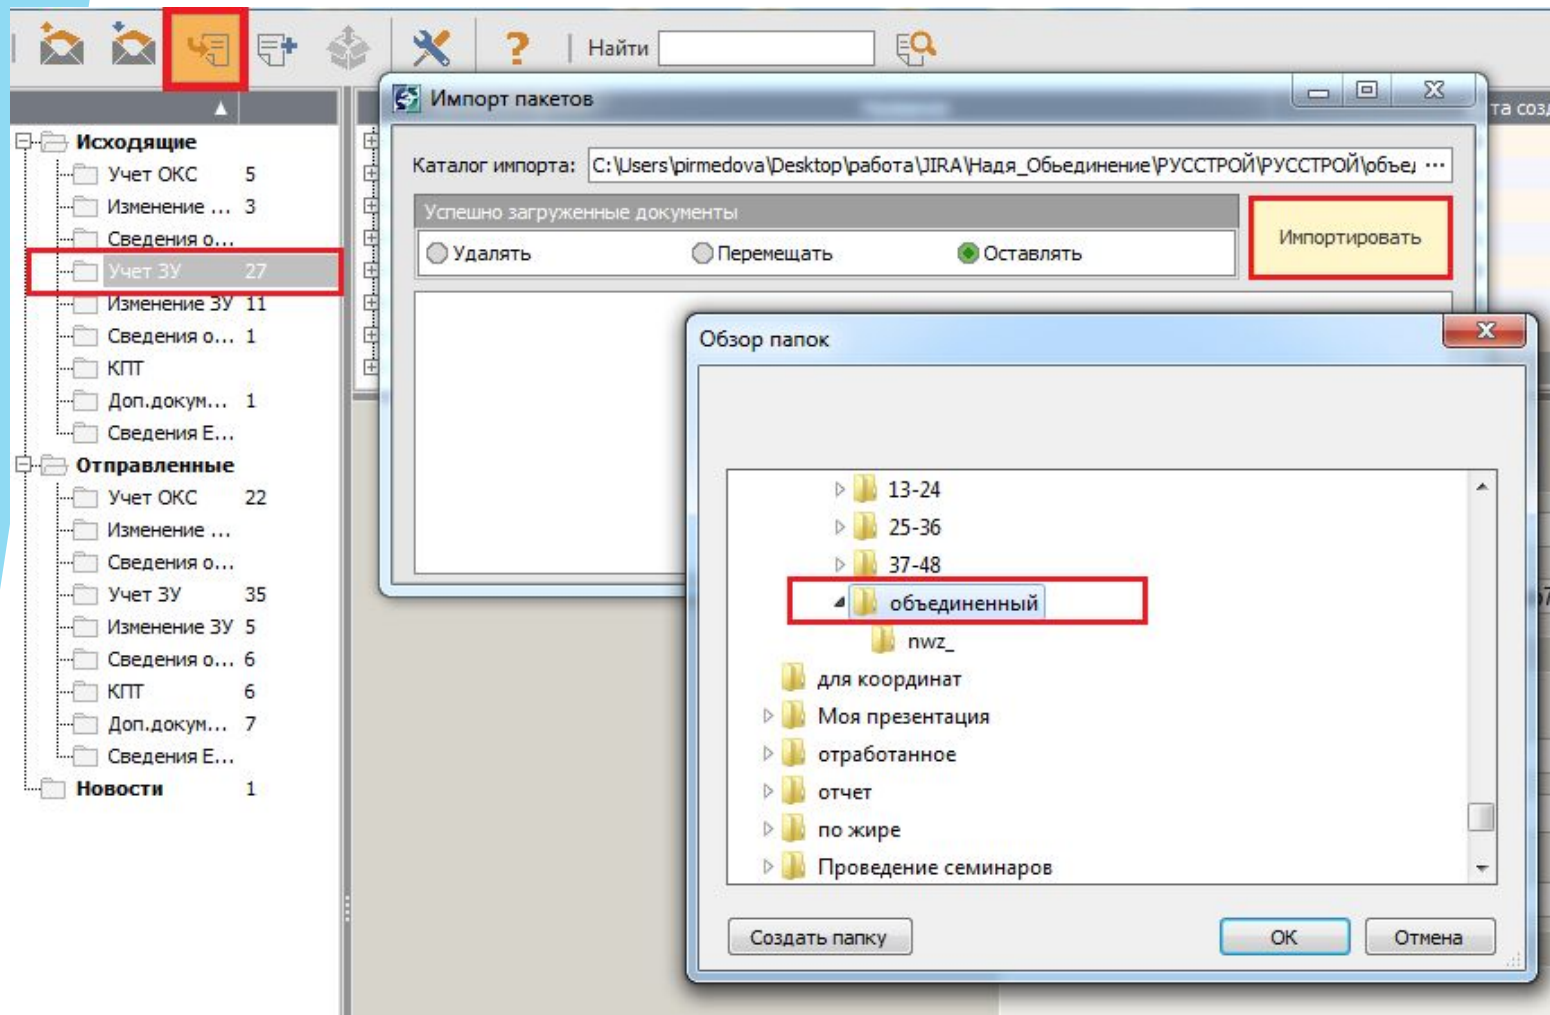 Найти
Исходящие
Учет ОКС 5
Изменение ... 3
Сведения о...
Учет ЗУ 27
Изменение ЗУ 11
Сведения о... 1
КПТ
Доп.докум... 1
Сведения Е...
Отправленные
Учет ОКС 22
Изменение ...
Сведения о...
Учет ЗУ 35
Изменение ЗУ 5
Сведения о... 6
КПТ 6
Доп.докум... 7
Сведения Е...
Новости 1
Импорт пакетов
та созд
Каталог импорта: C:\Users\pirmedova\Desktop\работа\JIRA\Надя_Обьединение\РУССТРОЙ\РУССТРОЙ\объед ...
Успешно загруженные документы
Удалять Перемещать Оставлять
Импортировать
Обзор папок
13-24
25-36
37-48
объединенный
nwz_
для координат
Моя презентация
отработанное
отчет
по жире
Проведение семинаров
Создать папку OK Отмена